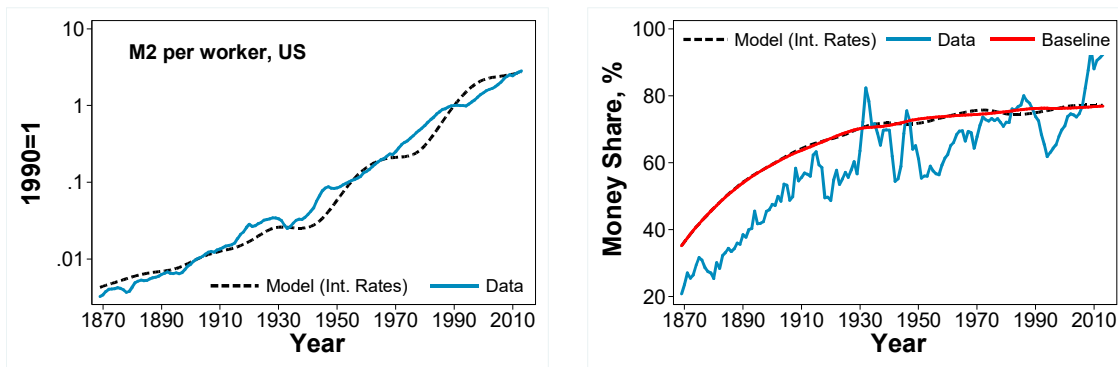 M2 per worker, US
1990=1
10
1
.1
.01
Model (Int. Rates) Data
1870 1890 1910 1930 1950 1970 1990 2010
Year
Money Share, %
100
80
60
40
20
Model (Int. Rates) Data Baseline
1870 1890 1910 1930 1950 1970 1990 2010
Year